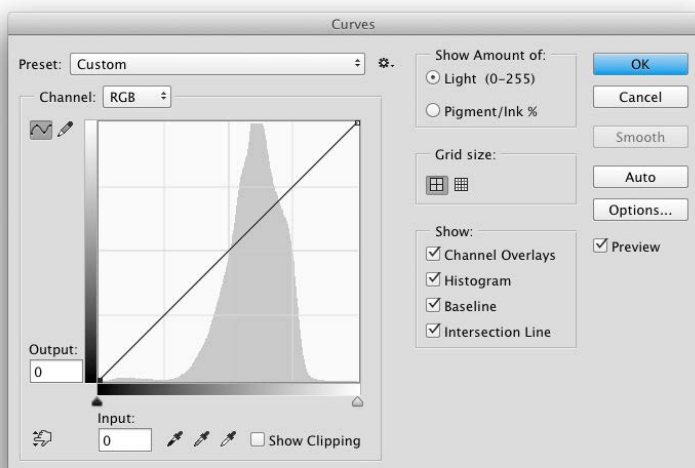 Curves
Preset: Custom
Channel: RGB
Output:
0
Input:
0
Show Clipping
Show Amount of:
Light (0-255)
Pigment/Ink %
Grid size:
Show:
Channel Overlays
Histogram
Baseline
Intersection Line
OK
Cancel
Smooth
Auto
Options...
Preview